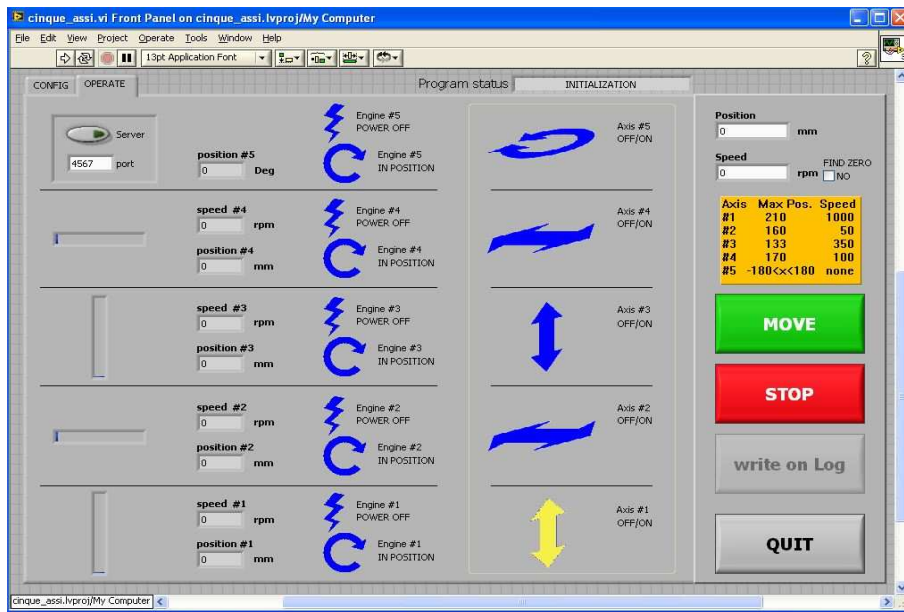 cinque_assi.vi Front Panel on cinque_assi.lvproj/My Computer
File Edit View Project Operate Tools Window Help
13pt Application Font
CONFIG OPERATE
Program status INITIALIZATION
Server
4567 port
position #5
0 Deg
Engine #5
POWER OFF
Engine #5
IN POSITION
Axis #5
OFF/ON
speed #4
0 rpm
position #4
0 mm
Engine #4
POWER OFF
Engine #4
IN POSITION
Axis #4
OFF/ON
speed #3
0 rpm
position #3
0 mm
Engine #3
POWER OFF
Engine #3
IN POSITION
Axis #3
OFF/ON
speed #2
0 rpm
position #2
0 mm
Engine #2
POWER OFF
Engine #2
IN POSITION
Axis #2
OFF/ON
speed #1
0 rpm
position #1
0 mm
Engine #1
POWER OFF
Engine #1
IN POSITION
Axis #1
OFF/ON
Position
0 mm
Speed
0 rpm
FIND ZERO
NO
Axis Max Pos. Speed
#1 210 1000
#2 160 50
#3 133 350
#4 170 100
#5 -180<x<180 none
MOVE
STOP
write on Log
QUIT
cinque_assi.lvproj/My Computer